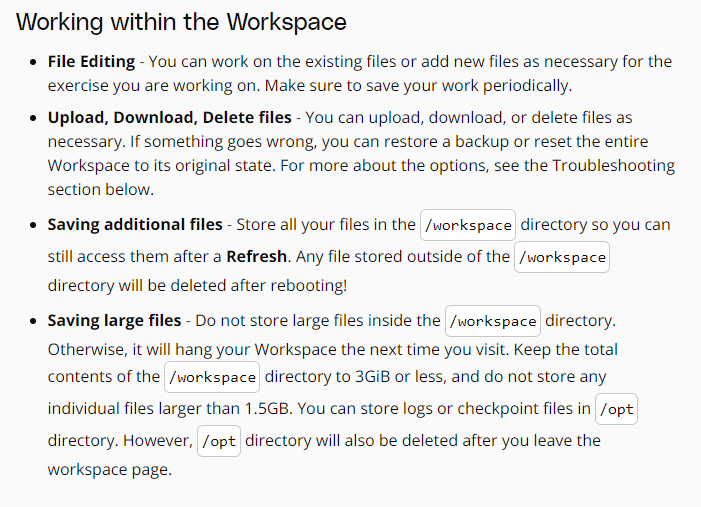 Working within the Workspace
File Editing - You can work on the existing files or add new files as necessary for the
exercise you are working on. Make sure to save your work periodically.
Upload, Download, Delete files - You can upload, download, or delete files as
necessary. If something goes wrong, you can restore a backup or reset the entire
Workspace to its original state. For more about the options, see the Troubleshooting
section below.
Saving additional files - Store all your files in the /workspace directory so you can
still access them after a Refresh. Any file stored outside of the /workspace
directory will be deleted after rebooting!
Saving large files - Do not store large files inside the /workspace directory.
Otherwise, it will hang your Workspace the next time you visit. Keep the total
contents of the /workspace directory to 3GiB or less, and do not store any
individual files larger than 1.5GB. You can store logs or checkpoint files in /opt
directory. However, /opt directory will also be deleted after you leave the
workspace page.